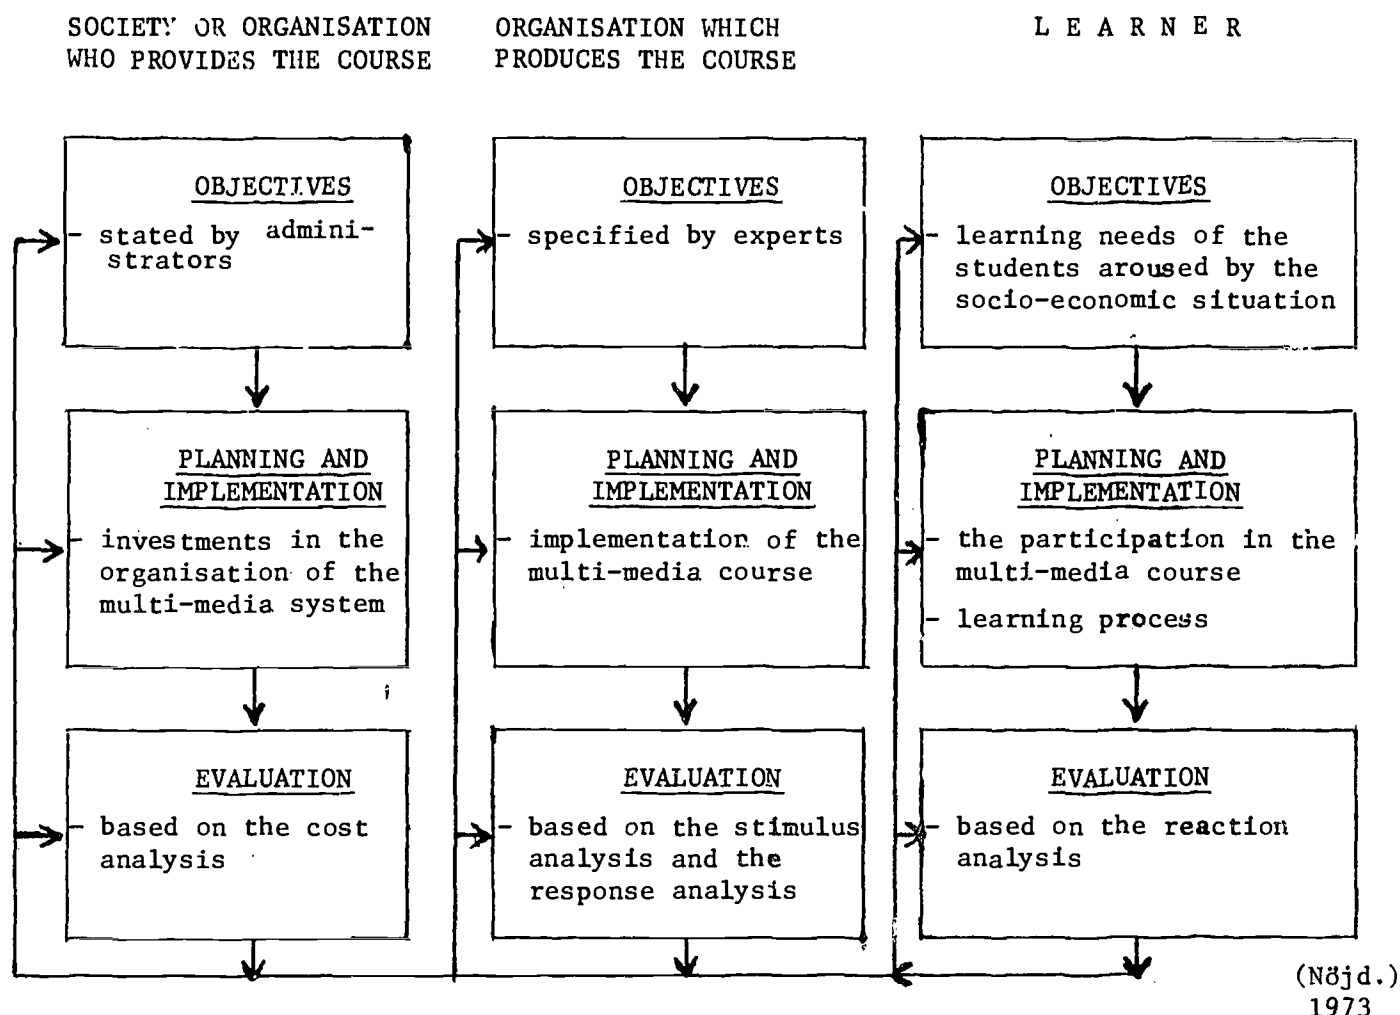 SOCIETY OR ORGANISATION
WHO PROVIDES THE COURSE
ORGANISATION WHICH
PRODUCES THE COURSE
L E A R N E R
OBJECTIVES
- stated by admini-
strators
OBJECTIVES
- specified by experts
OBJECTIVES
- learning needs of the
students aroused by the
socio-economic situation
PLANNING AND
IMPLEMENTATION
- investments in the
organisation of the
multi-media system
PLANNING AND
IMPLEMENTATION
- implementation of the
multi-media course
PLANNING AND
IMPLEMENTATION
- the participation in the
multi-media course
- learning process
EVALUATION
- based on the cost
analysis
EVALUATION
- based on the stimulus
analysis and the
response analysis
EVALUATION
- based on the reaction
analysis
(Nöjd.)
1973